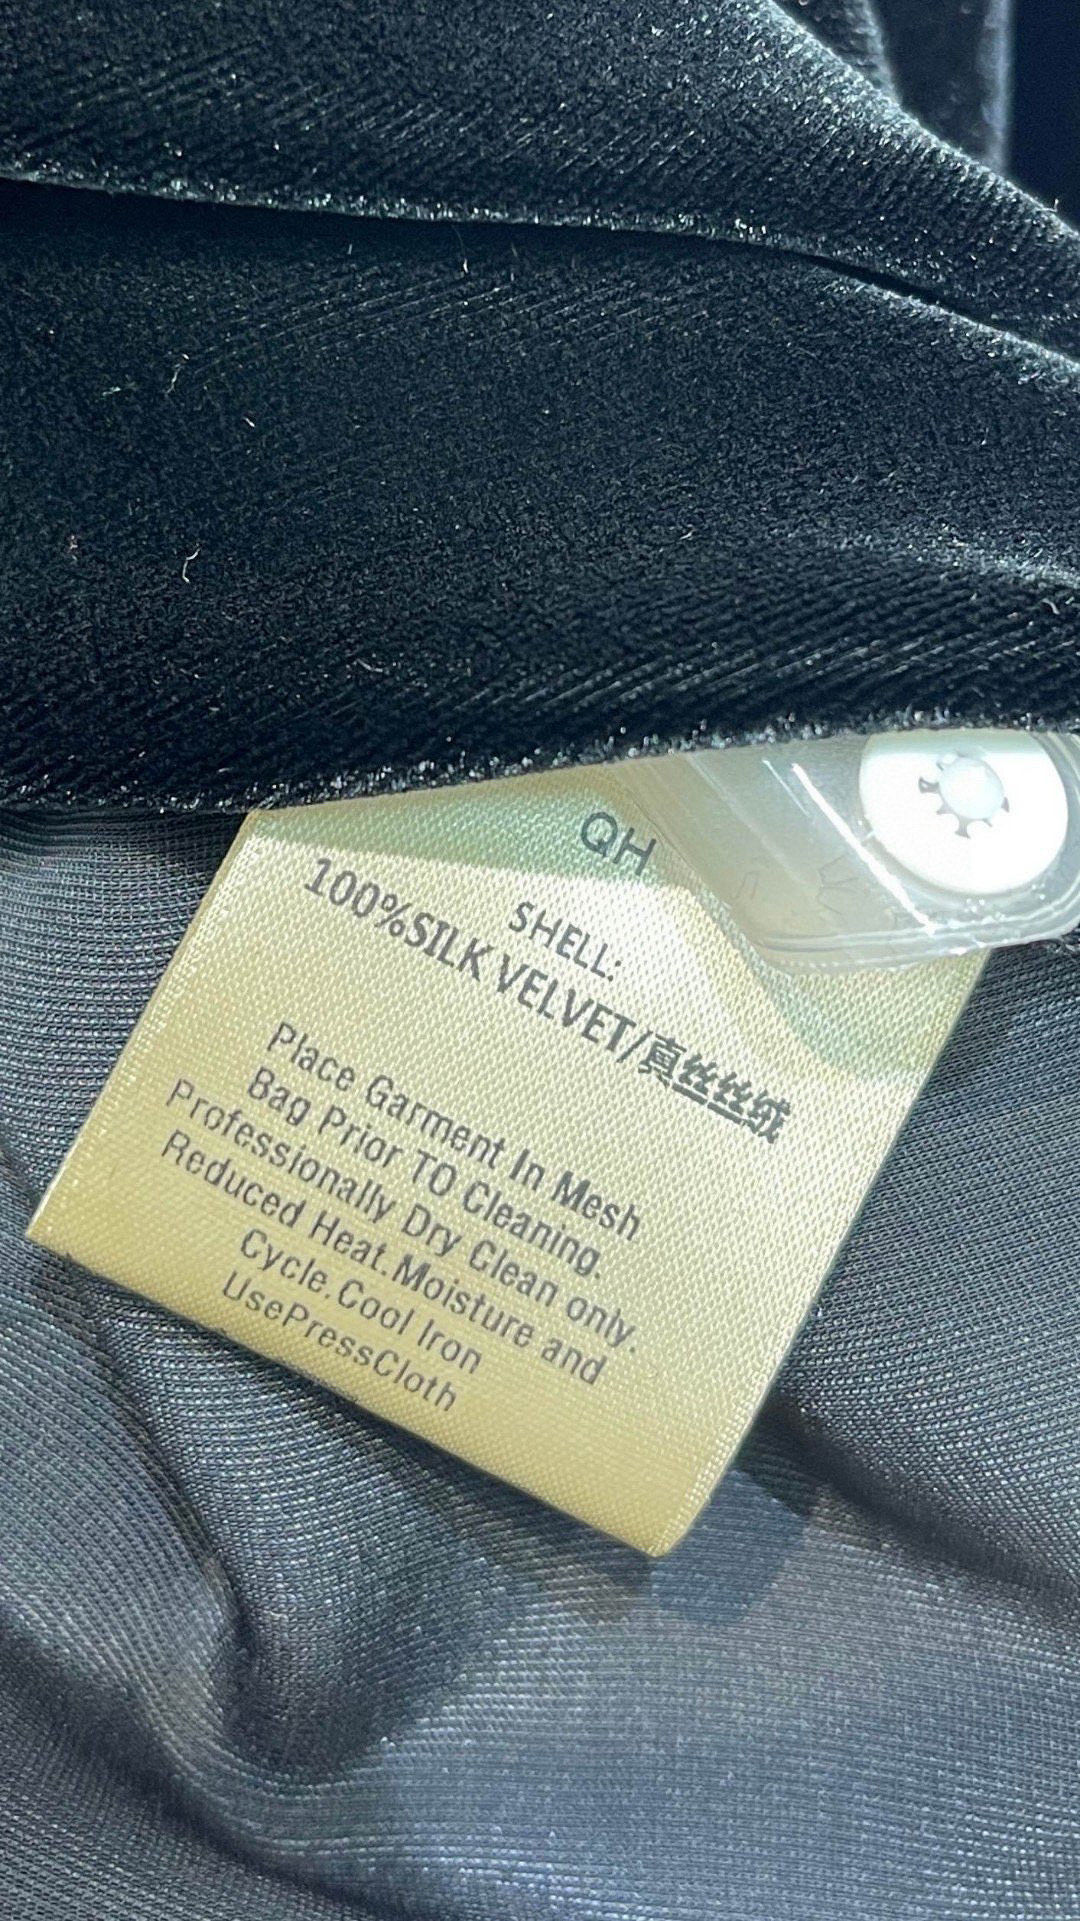 QH
SHELL:
100%SILK VELVET/真丝丝绒
Place Garment In Mesh
Bag Prior TO Cleaning.
Professionally Dry Clean only.
Reduced Heat.Moisture and
Cycle.Cool Iron
UsePressCloth